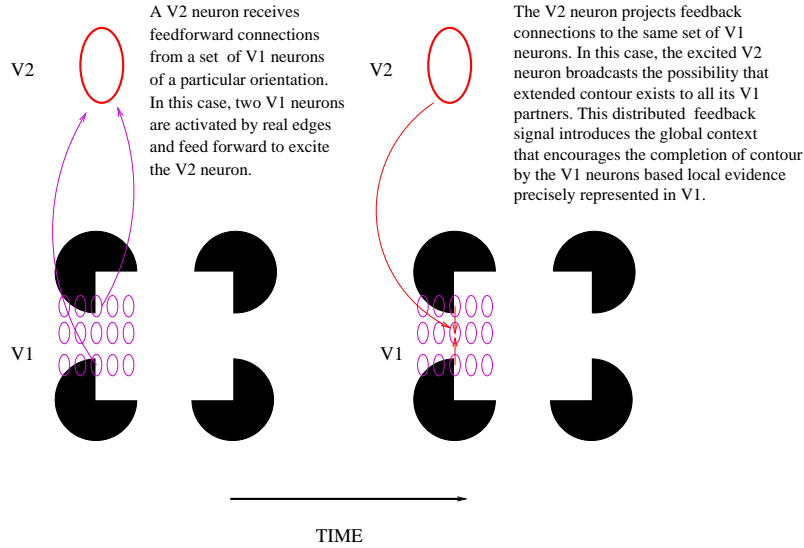 A V2 neuron receives
feedforward connections
from a set of V1 neurons
of a particular orientation.
In this case, two V1 neurons
are activated by real edges
and feed forward to excite
the V2 neuron.
V2
The V2 neuron projects feedback
connections to the same set of V1
neurons. In this case, the excited V2
neuron broadcasts the possibility that
extended contour exists to all its V1
partners. This distributed feedback
signal introduces the global context
that encourages the completion of contour
by the V1 neurons based local evidence
precisely represented in V1.
V2
V1
V1
TIME